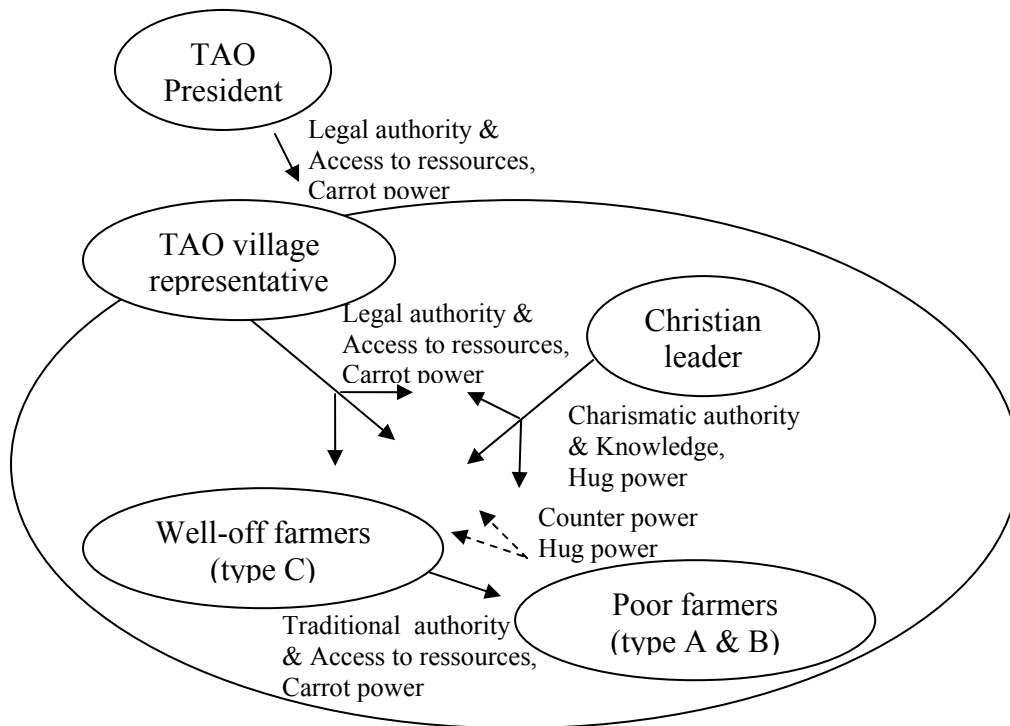 TAO
President
Legal authority &
Access to ressources,
Carrot power
TAO village
representative
Legal authority &
Access to ressources,
Carrot power
Christian
leader
Charismatic authority
& Knowledge,
Hug power
Counter power
Hug power
Well-off farmers
(type C)
Poor farmers
(type A & B)
Traditional authority
& Access to ressources,
Carrot power